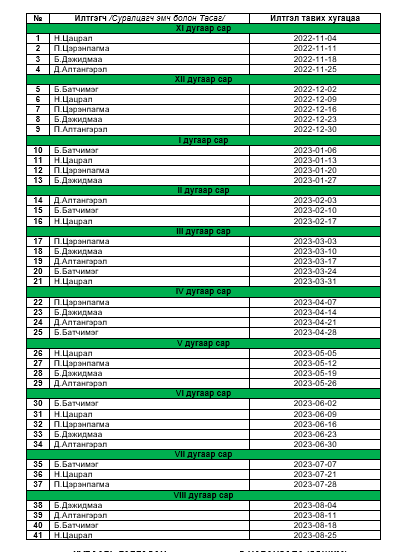 № Илтгэгч /Суралцагч эмч болон Тасаг/ Илтгэл тавих хугацаа
XI дугаар сар
1 Н.Цацрал 2022-11-04
2 П.Цэрэнлхагма 2022-11-11
3 Б.Дэжидмаа 2022-11-18
4 Д.Алтангэрэл 2022-11-25
XII дугаар сар
5 Б.Батчимэг 2022-12-02
6 Н.Цацрал 2022-12-09
7 П.Цэрэнлхагма 2022-12-16
8 Б.Дэжидмаа 2022-12-23
9 П.Алтангэрэл 2022-12-30
I дугаар сар
10 Б.Батчимэг 2023-01-06
11 Н.Цацрал 2023-01-13
12 П.Цэрэнлхагма 2023-01-20
13 Б.Дэжидмаа 2023-01-27
II дугаар сар
14 Д.Алтангэрэл 2023-02-03
15 Б.Батчимэг 2023-02-10
16 Н.Цацрал 2023-02-17
III дугаар сар
17 П.Цэрэнлхагма 2023-03-03
18 Б.Дэжидмаа 2023-03-10
19 Д.Алтангэрэл 2023-03-17
20 Б.Батчимэг 2023-03-24
21 Н.Цацрал 2023-03-31
IV дугаар сар
22 П.Цэрэнлхагма 2023-04-07
23 Б.Дэжидмаа 2023-04-14
24 Д.Алтангэрэл 2023-04-21
25 Б.Батчимэг 2023-04-28
V дугаар сар
26 Н.Цацрал 2023-05-05
27 П.Цэрэнлхагма 2023-05-12
28 Б.Дэжидмаа 2023-05-19
29 Д.Алтангэрэл 2023-05-26
VI дугаар сар
30 Б.Батчимэг 2023-06-02
31 Н.Цацрал 2023-06-09
32 П.Цэрэнлхагма 2023-06-16
33 Б.Дэжидмаа 2023-06-23
34 Д.Алтангэрэл 2023-06-30
VII дугаар сар
35 Б.Батчимэг 2023-07-07
36 Н.Цацрал 2023-07-21
37 П.Цэрэнлхагма 2023-07-28
VIII дугаар сар
38 Б.Дэжидмаа 2023-08-04
39 Д.Алтангэрэл 2023-08-11
40 Б.Батчимэг 2023-08-18
41 Н.Цацрал 2023-08-25